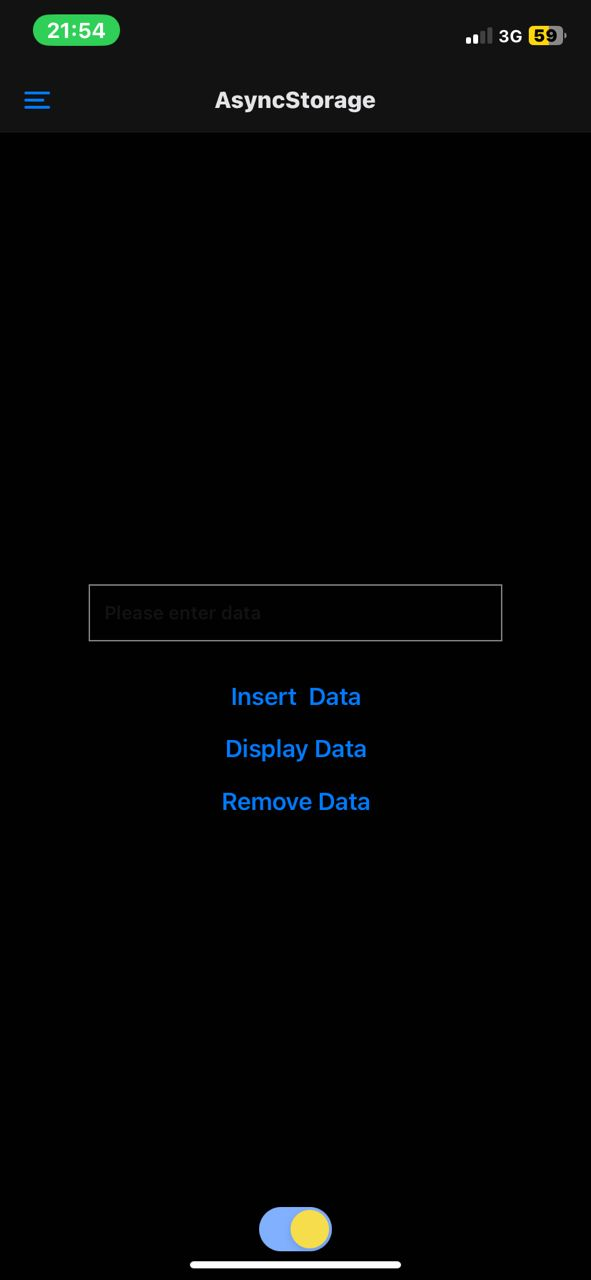 21:54
3G 59
AsyncStorage
Please enter data
Insert  Data
Display Data
Remove Data